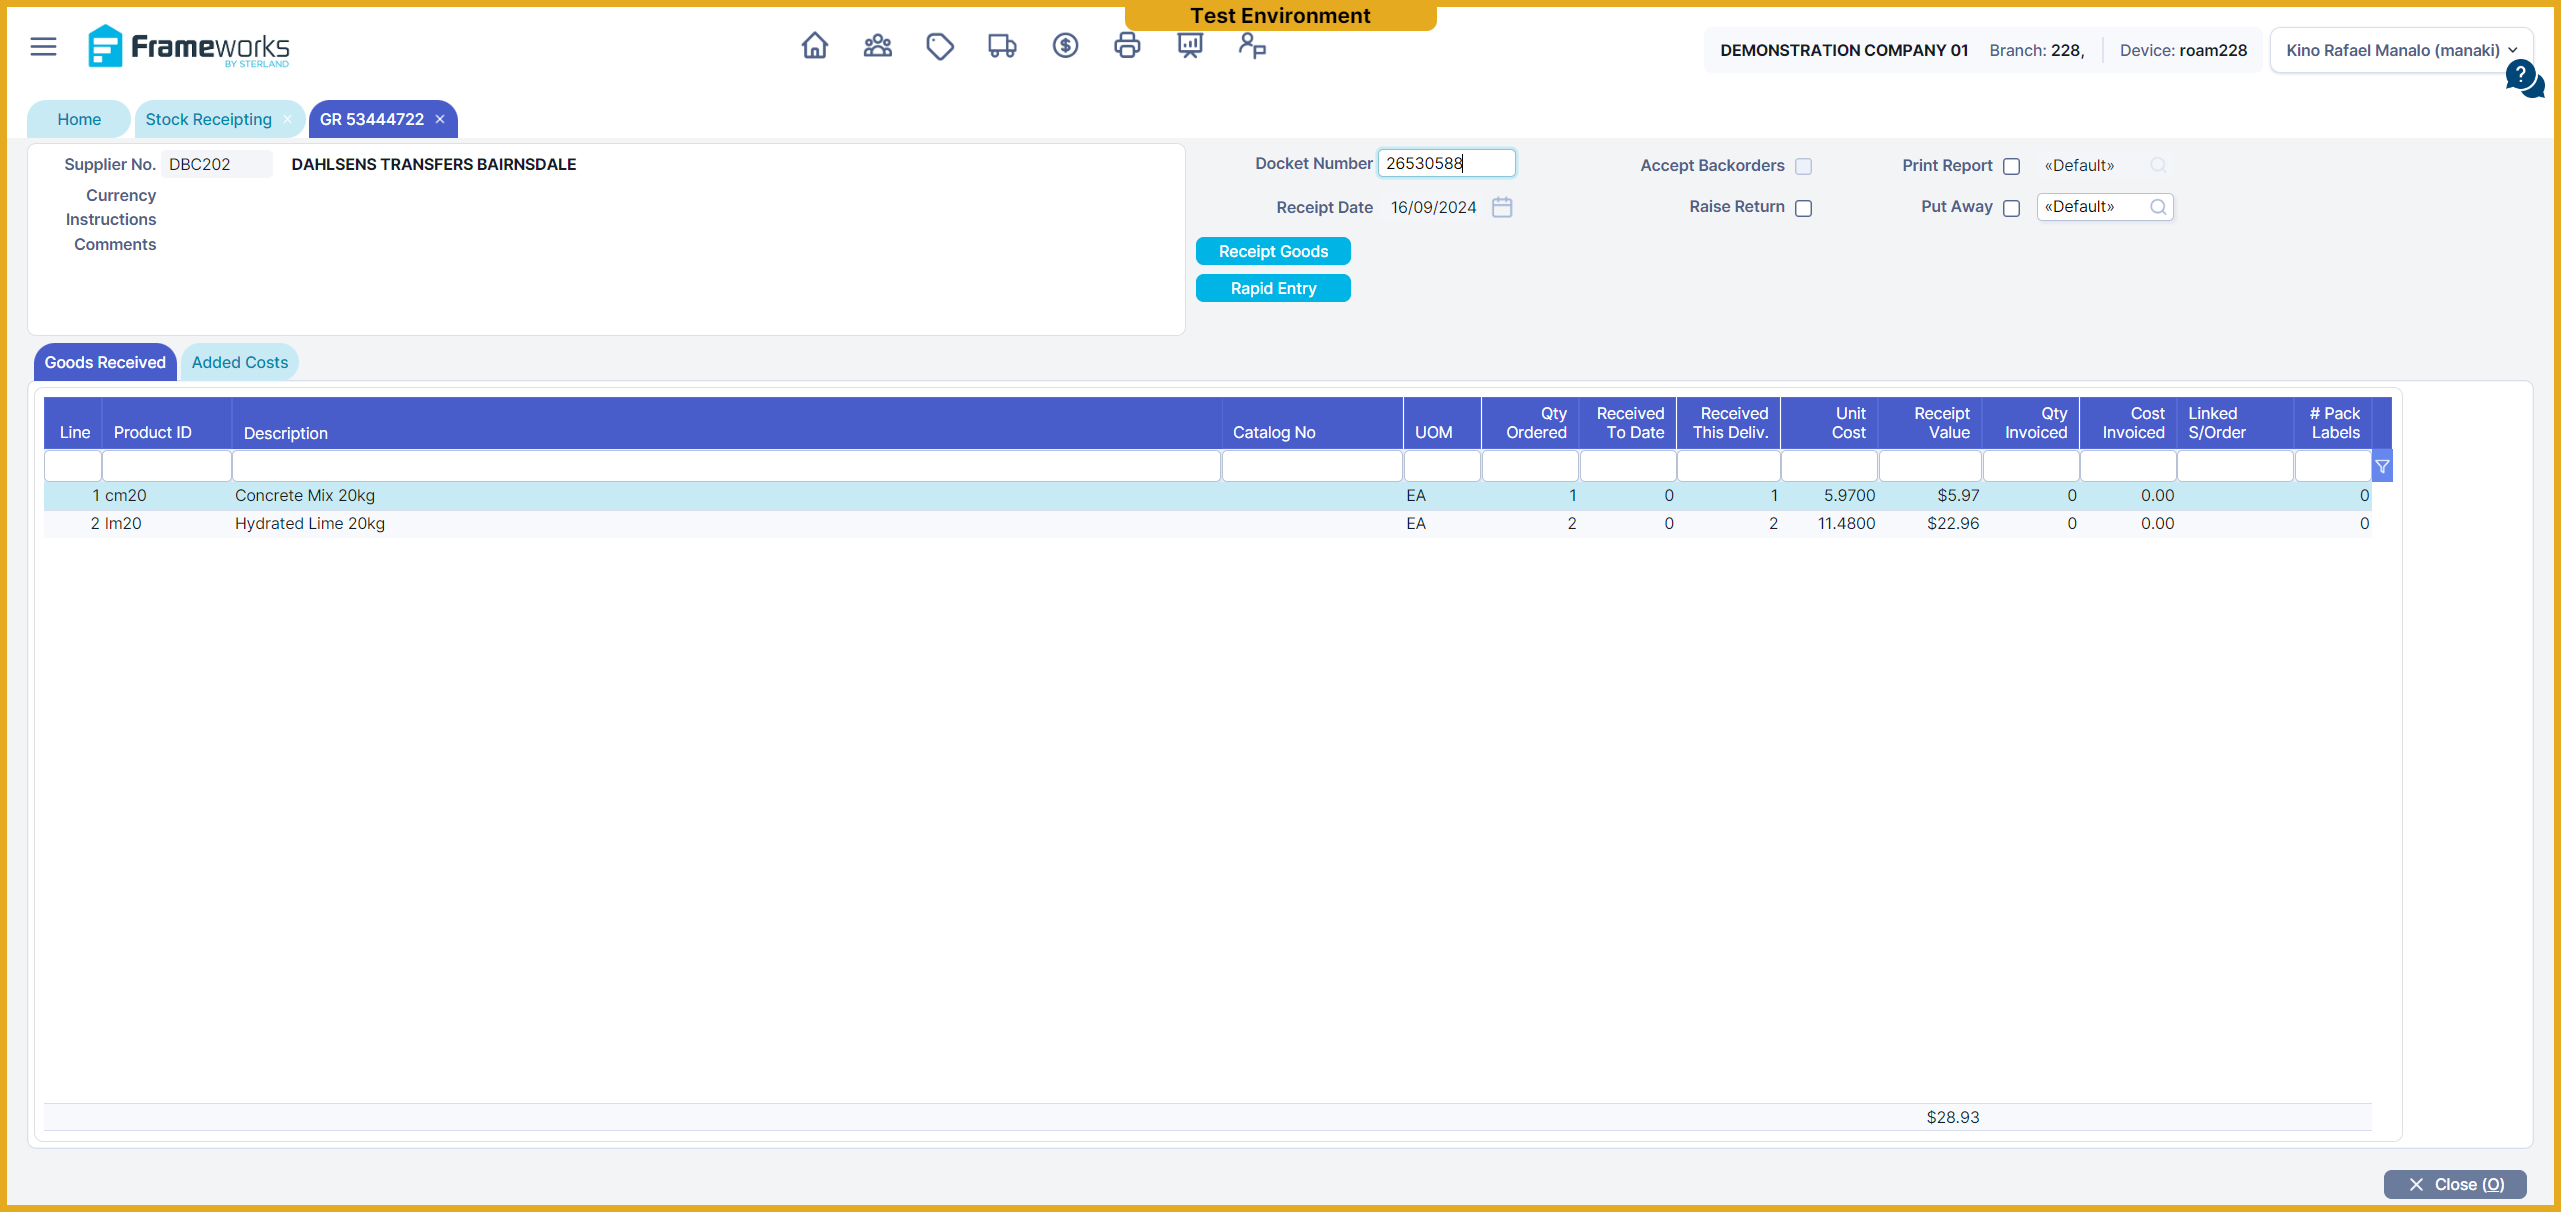 Test Environment
Frameworks
BY STERLAND
DEMONSTRATION COMPANY 01 Branch: 228, Device: roam228 Kino Rafael Manalo (manaki)
?
Home Stock Receipting × GR 53444722 ×
Supplier No. DBC202 DAHLSENS TRANSFERS BAIRNSDALE
Currency
Instructions
Comments
Docket Number 26530588 Accept Backorders Print Report «Default»
Receipt Date 16/09/2024 Raise Return Put Away «Default»
Receipt Goods
Rapid Entry
Goods Received Added Costs
Line Product ID Description Catalog No UOM Qty Ordered Received To Date Received This Deliv. Unit Cost Receipt Value Qty Invoiced Cost Invoiced Linked S/Order # Pack Labels
1 cm20 Concrete Mix 20kg EA 1 0 1 5.9700 $5.97 0 0.00 0
2 lm20 Hydrated Lime 20kg EA 2 0 2 11.4800 $22.96 0 0.00 0
$28.93
Close (O)